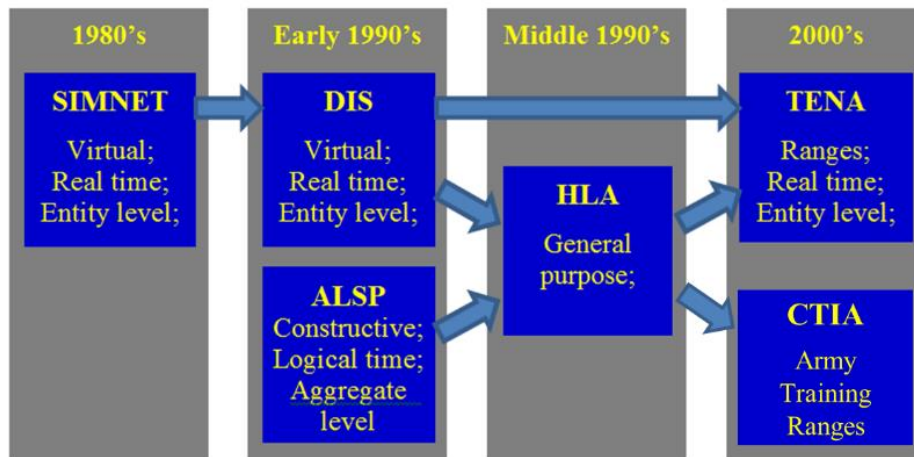 1980's
SIMNET
Virtual;
Real time;
Entity level;
Early 1990's
DIS
Virtual;
Real time;
Entity level;
ALSP
Constructive;
Logical time;
Aggregate
level
Middle 1990's
HLA
General
purpose;
2000's
TENA
Ranges;
Real time;
Entity level;
CTIA
Army
Training
Ranges